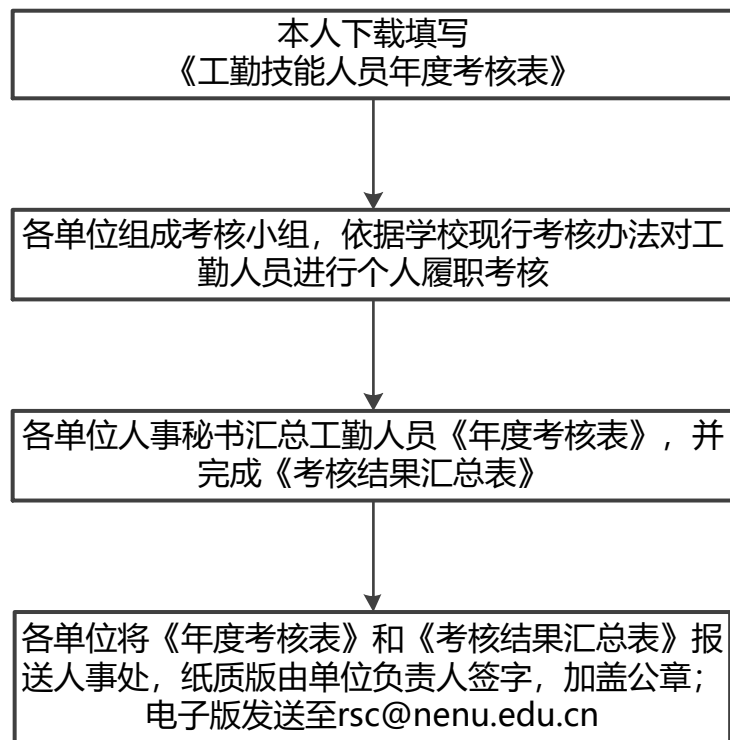 本人下载填写
《工勤技能人员年度考核表》
各单位组成考核小组，依据学校现行考核办法对工
勤人员进行个人履职考核
各单位人事秘书汇总工勤人员《年度考核表》，并
完成《考核结果汇总表》
各单位将《年度考核表》和《考核结果汇总表》报
送人事处，纸质版由单位负责人签字，加盖公章；
电子版发送至rsc@nenu.edu.cn